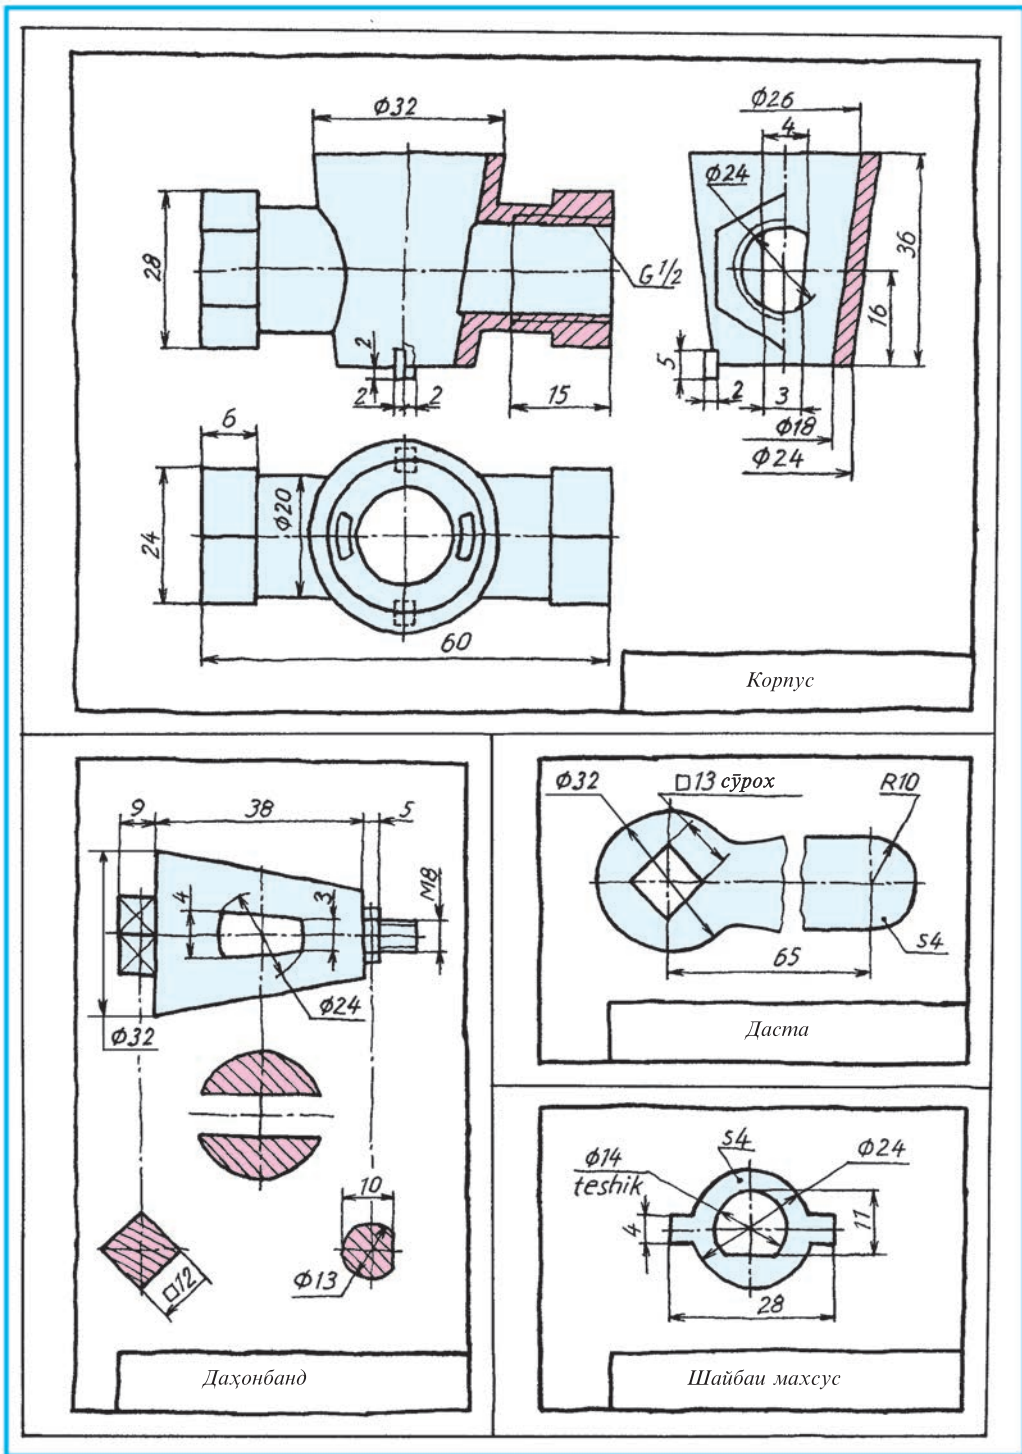 Ф32
Ф26
4
Ф24
28
G1/2
36
16
2
2
2
15
5
2
3
Ф18
Ф24
6
24
Ф20
60
Корпус
9
38
5
4
3
M8
Ф24
Ф32
10
□12
Ф13
Даҳонбанд
Ф32
□13 сӯрох
R10
s4
65
Даста
s4
Ф14
teshik
Ф24
4
11
28
Шайбаи махсус